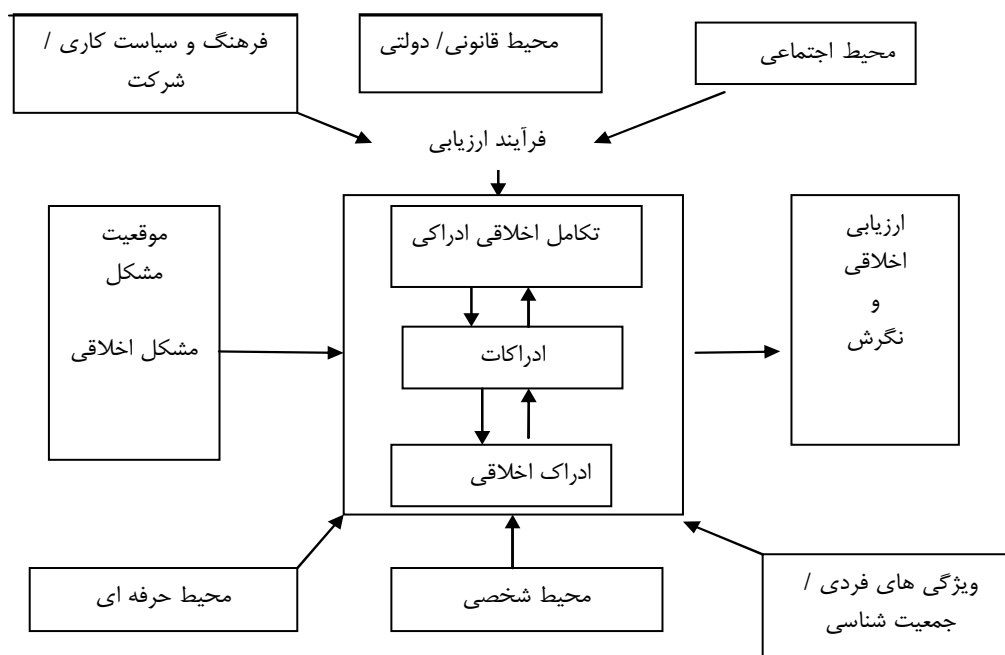 محیط اجتماعی
محیط قانونی/ دولتی
فرهنگ و سیاست کاری /
شرکت
فرآیند ارزیابی
ارزیابی
اخلاقی
و
نگرش
تکامل اخلاقی ادراکی
ادراکات
ادراک اخلاقی
موقعیت
مشکل
مشکل اخلاقی
ویژگی های فردی /
جمعیت شناسی
محیط شخصی
محیط حرفه ای